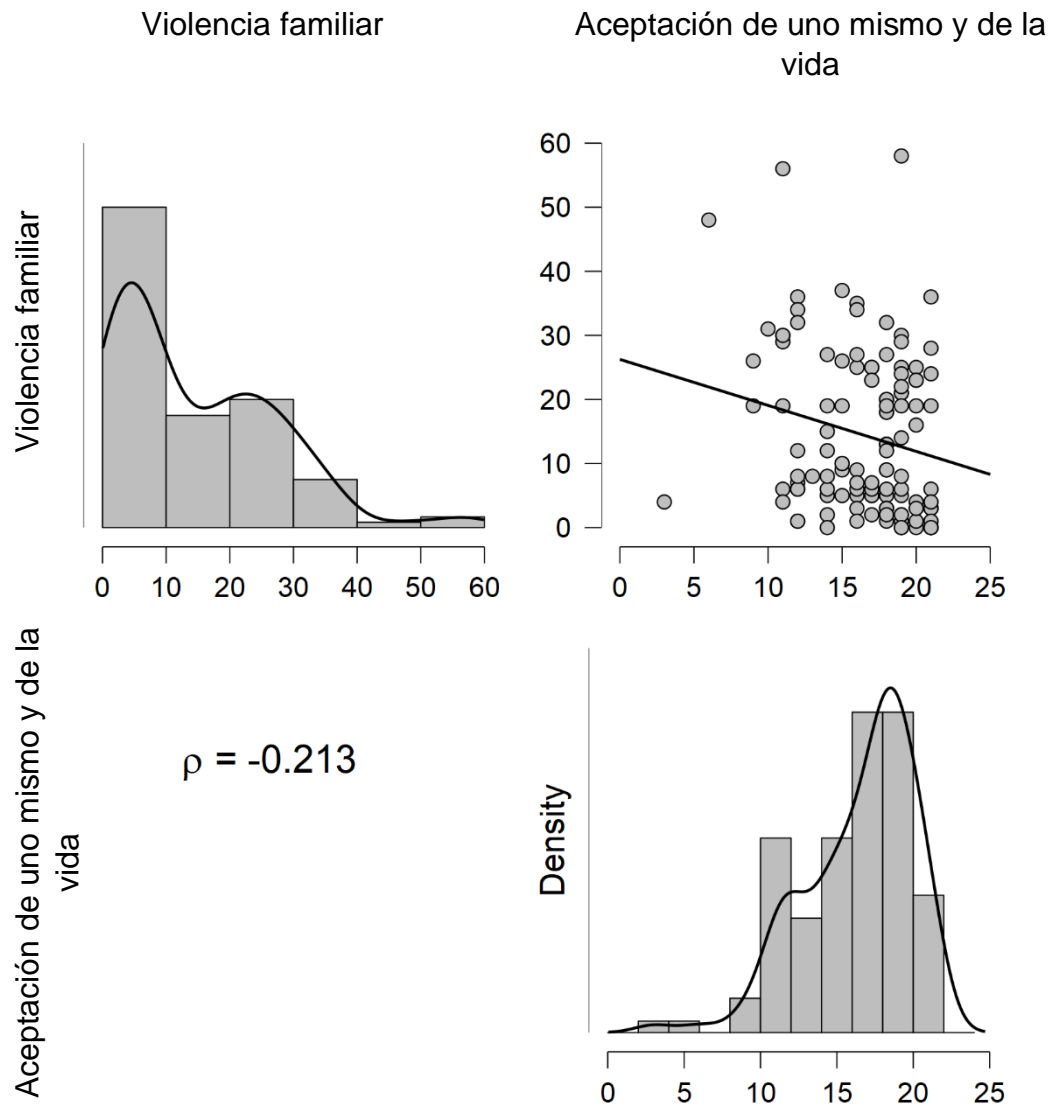 Violencia familiar
Aceptación de uno mismo y de la
vida
Violencia familiar
0 10 20 30 40 50 60
60
50
40
30
20
10
0
0 5 10 15 20 25
Aceptación de uno mismo y de la
vida
ρ = -0.213
Density
0 5 10 15 20 25